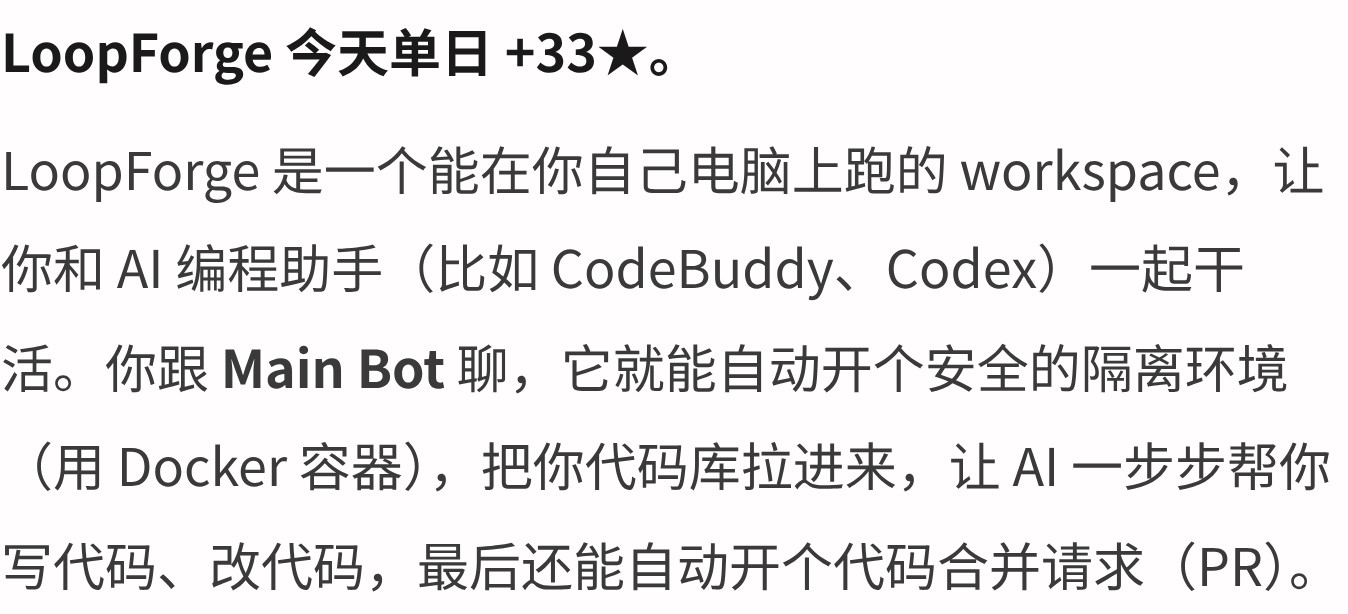 LoopForge 今天单日 +33★。
LoopForge 是一个能在你自己电脑上跑的 workspace，让
你和 AI 编程助手（比如 CodeBuddy、Codex）一起干
活。你跟 Main Bot 聊，它就能自动开个安全的隔离环境
（用 Docker 容器），把你代码库拉进来，让 AI 一步步帮你
写代码、改代码，最后还能自动开个代码合并请求（PR）。